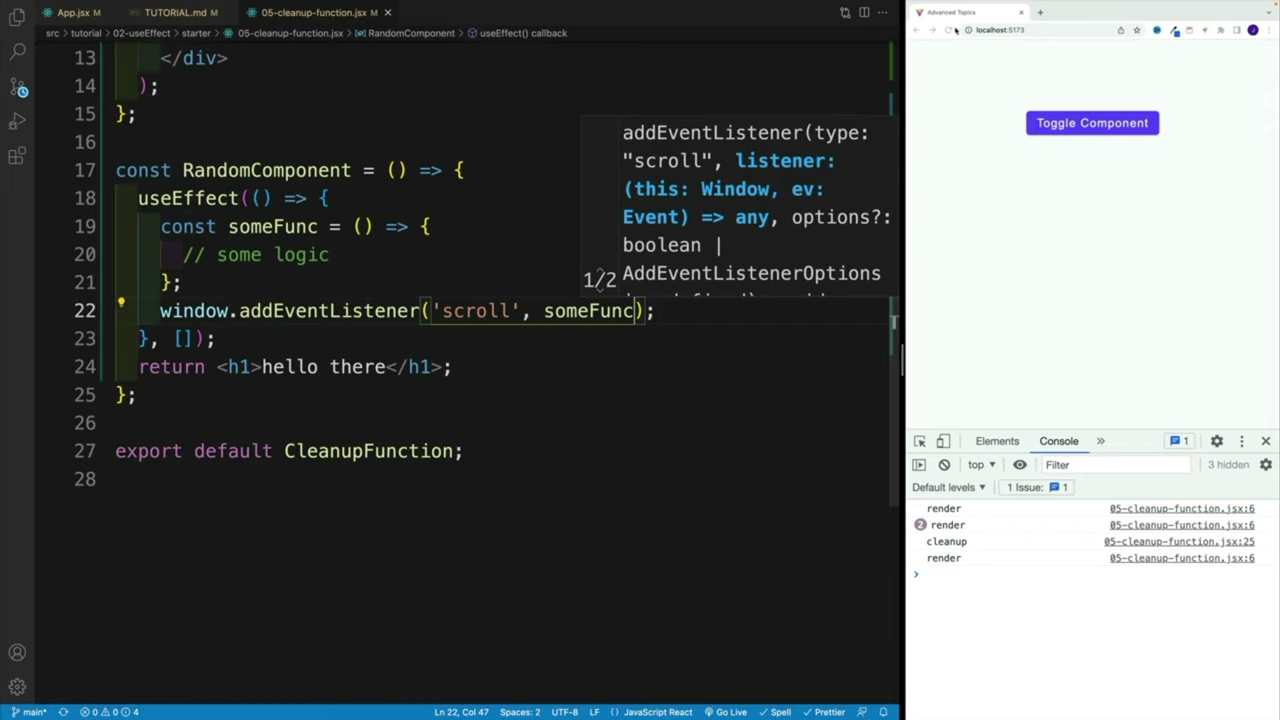 App.jsx M
TUTORIAL.md M
05-cleanup-function.jsx M
src › tutorial › 02-useEffect › starter › 05-cleanup-function.jsx › RandomComponent › useEffect() callback
13 </div>
14 );
15 };
16
17 const RandomComponent = () => {
18 useEffect(() => {
19 const someFunc = () => {
20 // some logic
21 };
22 window.addEventListener('scroll', someFunc);
23 }, []);
24 return <h1>hello there</h1>;
25 };
26
27 export default CleanupFunction;
28
addEventListener(type:
"scroll", listener:
(this: Window, ev:
Event) => any, options?:
boolean |
AddEventListenerOptions
1/2
main*
0 0 4
Ln 22, Col 47
Spaces: 2
UTF-8
LF
{ } JavaScript React
Go Live
Spell
Prettier
Advanced Topics
localhost:5173
J
Toggle Component
Elements
Console
1
top
Filter
3 hidden
Default levels
1 Issue: 1
render 05-cleanup-function.jsx:6
2 render 05-cleanup-function.jsx:6
cleanup 05-cleanup-function.jsx:25
render 05-cleanup-function.jsx:6